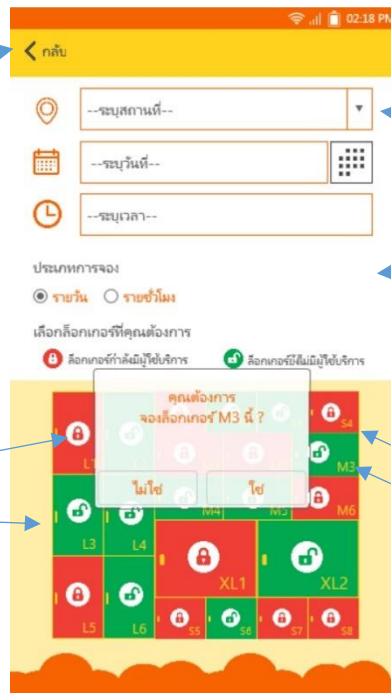 02:18 PM
กลับ
--ระบุสถานที่--
--ระบุวันที่--
--ระบุเวลา--
ประเภทการจอง
รายวัน รายชั่วโมง
เลือกล็อกเกอร์ที่คุณต้องการ
ล็อกเกอร์กำลังมีผู้ใช้บริการ ล็อกเกอร์ยังไม่มีผู้ใช้บริการ
คุณต้องการ
จองล็อกเกอร์ M3 นี้ ?
ไม่ใช่ ใช่
S4
M3
M4 M5 M6
L3 L4
XL1 XL2
L5 L6 S5 S6 S7 S8